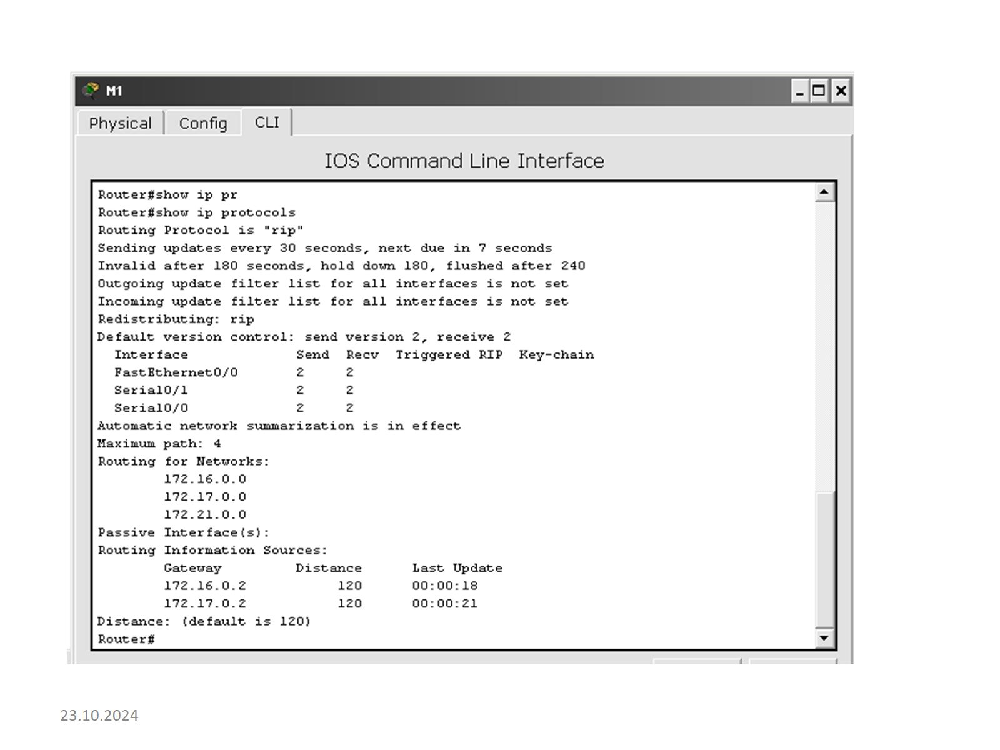 M1
Physical Config CLI
IOS Command Line Interface
Router#show ip pr
Router#show ip protocols
Routing Protocol is "rip"
Sending updates every 30 seconds, next due in 7 seconds
Invalid after 180 seconds, hold down 180, flushed after 240
Outgoing update filter list for all interfaces is not set
Incoming update filter list for all interfaces is not set
Redistributing: rip
Default version control: send version 2, receive 2
Interface Send Recv Triggered RIP Key-chain
FastEthernet0/0 2 2
Serial0/1 2 2
Serial0/0 2 2
Automatic network summarization is in effect
Maximum path: 4
Routing for Networks:
172.16.0.0
172.17.0.0
172.21.0.0
Passive Interface(s):
Routing Information Sources:
Gateway Distance Last Update
172.16.0.2 120 00:00:18
172.17.0.2 120 00:00:21
Distance: (default is 120)
Router#
23.10.2024